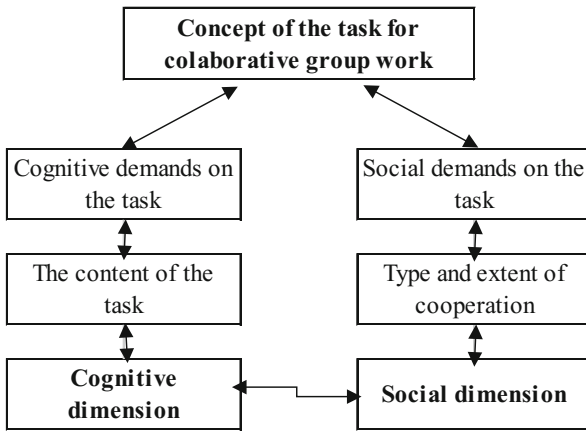 Concept of the task for
colaborative group work
Cognitive demands on
the task
Social demands on the
task
The content of the
task
Type and extent of
cooperation
Cognitive
dimension
Social dimension